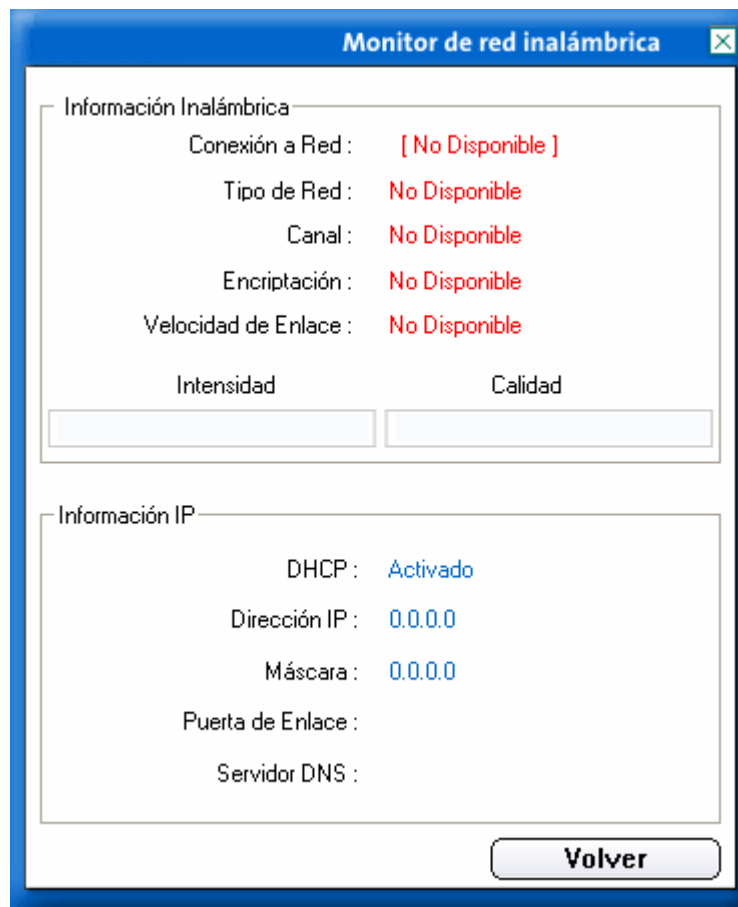 Monitor de red inalámbrica
Información Inalámbrica
Conexión a Red : [ No Disponible ]
Tipo de Red : No Disponible
Canal : No Disponible
Encriptación : No Disponible
Velocidad de Enlace : No Disponible
Intensidad Calidad
Información IP
DHCP : Activado
Dirección IP : 0.0.0.0
Máscara : 0.0.0.0
Puerta de Enlace :
Servidor DNS :
Volver